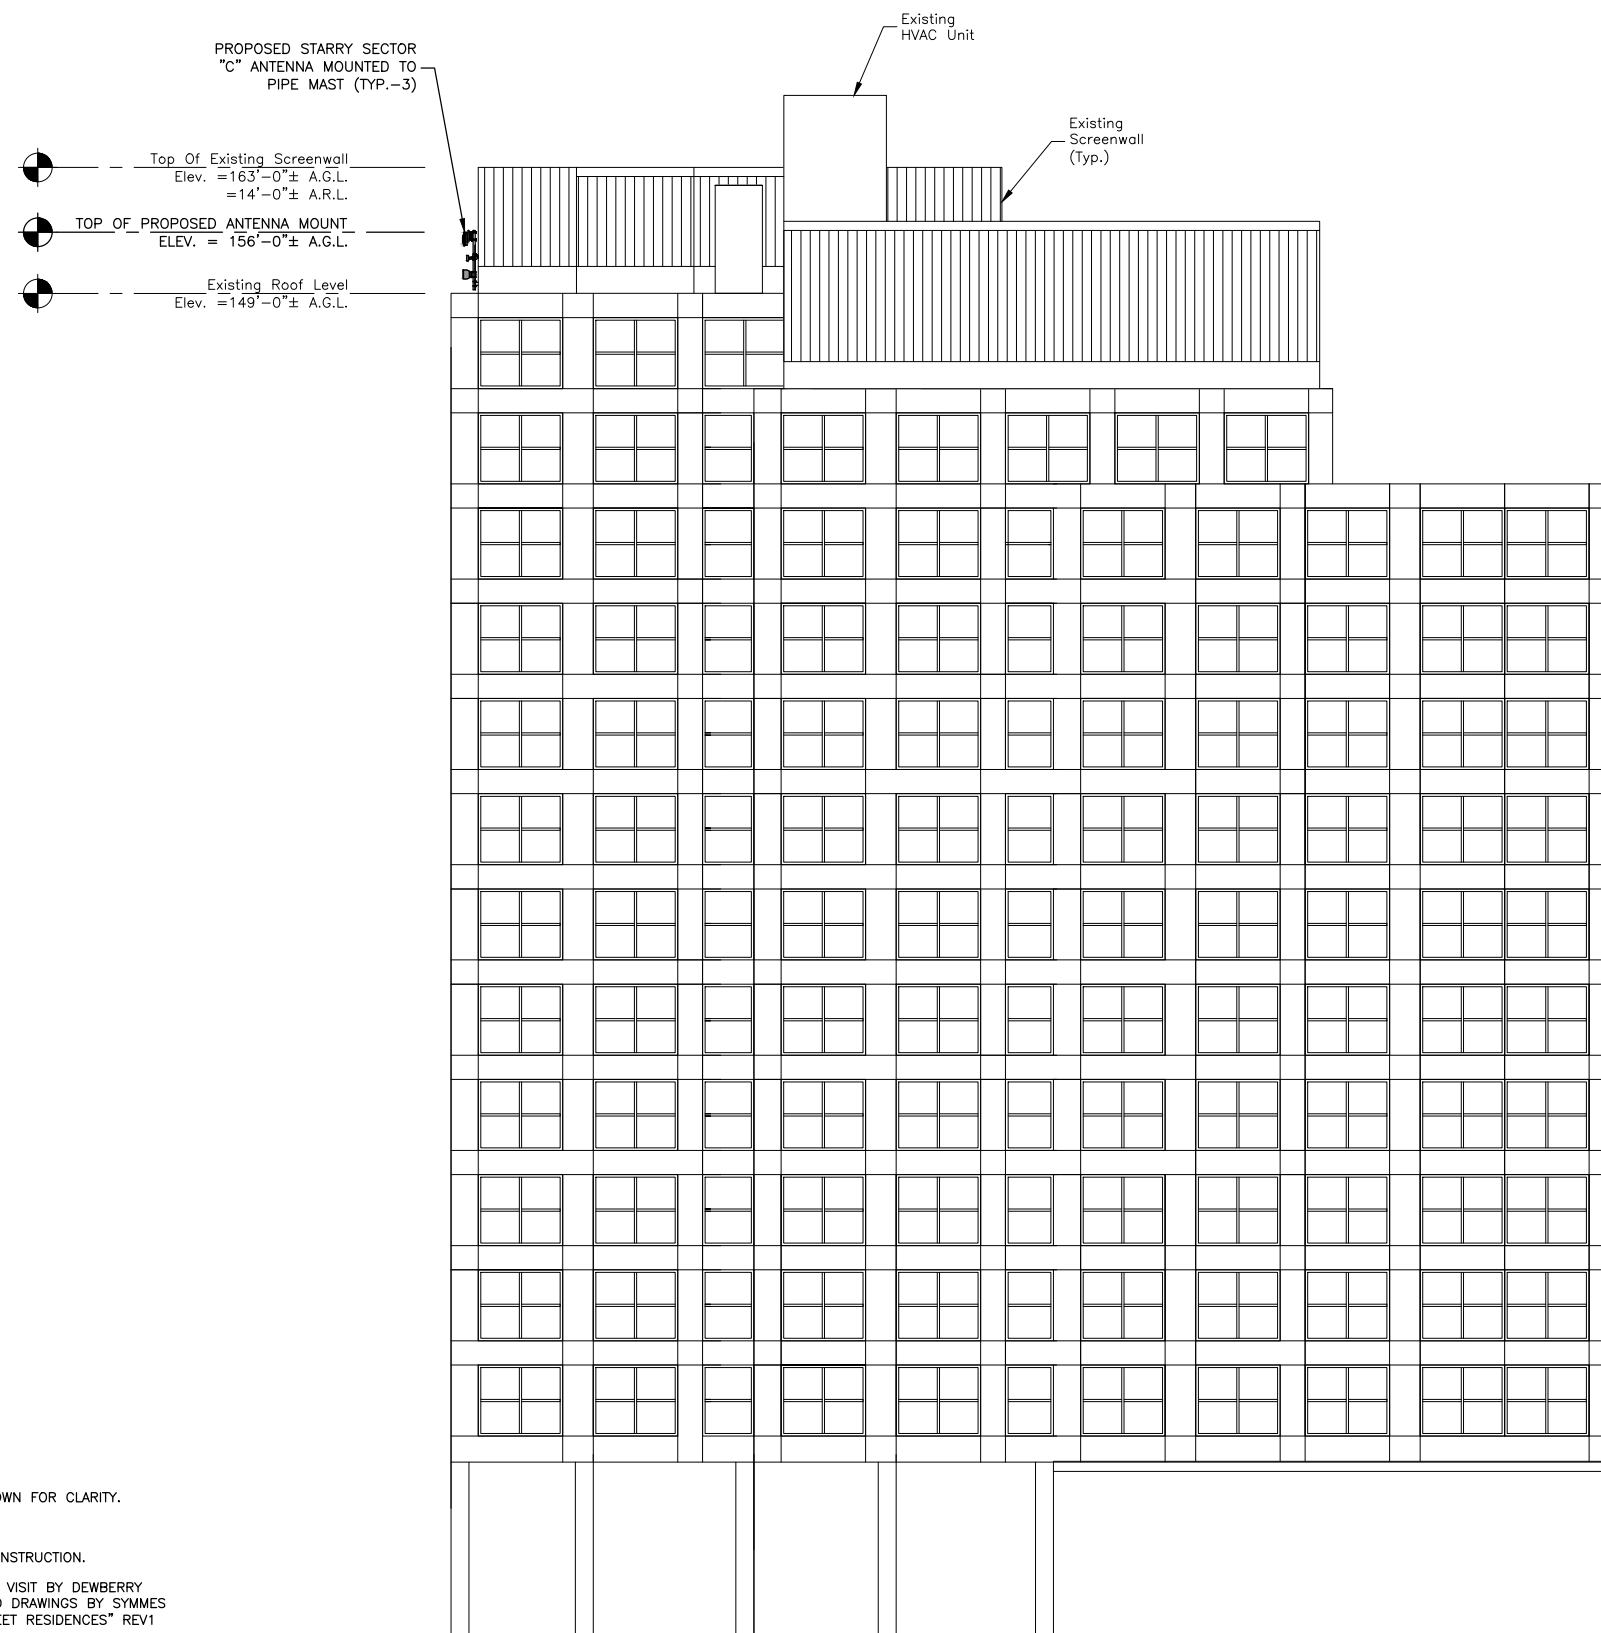 Existing
HVAC Unit
PROPOSED STARRY SECTOR
"C" ANTENNA MOUNTED TO
PIPE MAST (TYP.-3)
Existing
Screenwall
(Typ.)
Top Of Existing Screenwall
Elev. =163'-0"± A.G.L.
=14'-0"± A.R.L.
TOP OF PROPOSED ANTENNA MOUNT
ELEV. = 156'-0"± A.G.L.
Existing Roof Level
Elev. =149'-0"± A.G.L.
FOR CLARITY.
VISIT BY DEWBERRY
DRAWINGS BY SYMMES
RESIDENCES" REV1